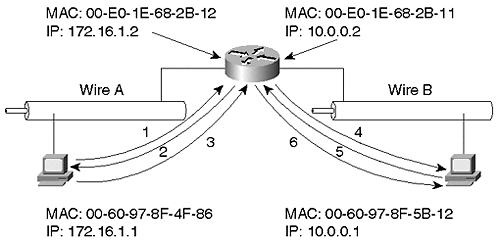 MAC: 00-E0-1E-68-2B-12
IP: 172.16.1.2
MAC: 00-E0-1E-68-2B-11
IP: 10.0.0.2
Wire A
Wire B
1
2
3
4
5
6
MAC: 00-60-97-8F-4F-86
IP: 172.16.1.1
MAC: 00-60-97-8F-5B-12
IP: 10.0.0.1